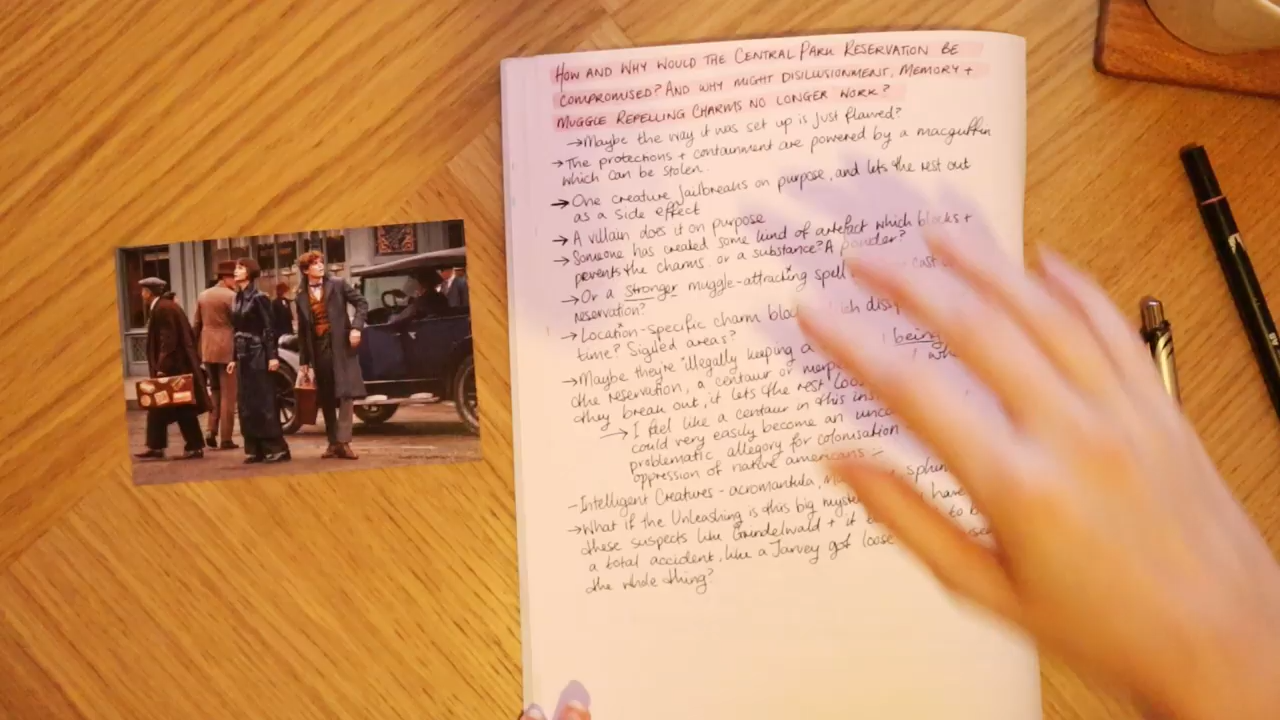 HOW AND WHY WOULD THE CENTRAL PARK RESERVATION BE
COMPROMISED? AND WHY MIGHT DISILLUSIONMENT, MEMORY +
MUGGLE REPELLING CHARMS NO LONGER WORK?
→ Maybe the way it was set up is just flawed?
→ The protections + containment are powered by a macguffin
which can be stolen.
→ One creature jailbreaks on purpose, and lets the rest out
as a side effect
→ A villain does it on purpose
→ Someone has created some kind of artefact which blocks +
prevents the charms. or a substance? A powder?
→ Or a stronger muggle-attracting spell cast
reservation?
→ Location-specific charm
time? Sigiled areas?
→ Maybe they're illegally keeping a being
the reservation, a centaur or
they break out, it lets the rest loose
→ I feel like a centaur in this
could very easily become an
problematic allegory for colonisation
oppression of native americans
- Intelligent Creatures - acromantula,
→ What if the Unleashing is this big have
these suspects like Grindelwald + it to
a total accident, like a Jarvey got loose
the whole thing?